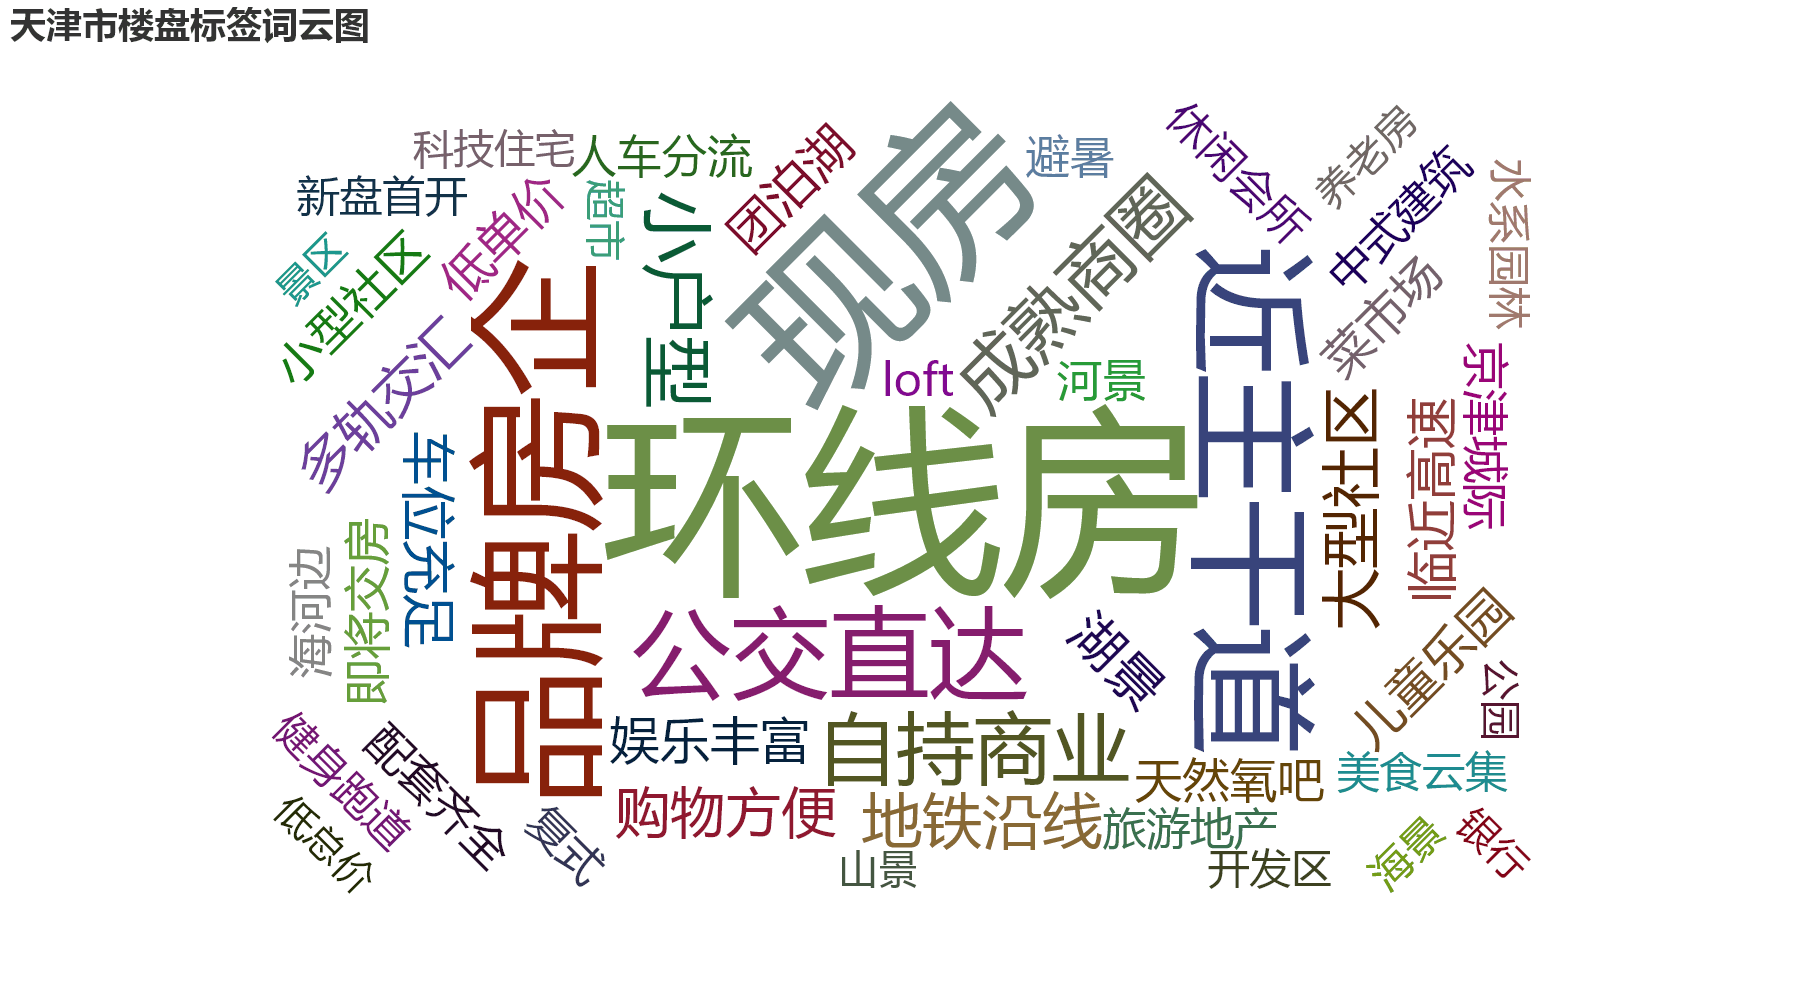 天津市楼盘标签词云图
科技住宅
人车分流
团泊湖
现房
避暑
休闲会所
养老房
中式建筑
水系园林
新盘首开
低单价
超市
小户型
成熟商圈
近主干道
菜市场
景区
小型社区
品牌房企
多轨交汇
loft
河景
京津城际
环线房
大型社区
临近高速
车位充足
即将交房
海河边
公交直达
湖景
儿童乐园
公园
健身跑道
配套齐全
娱乐丰富
自持商业
天然氧吧
美食云集
低总价
复式
购物方便
地铁沿线
旅游地产
山景
开发区
海景
银行